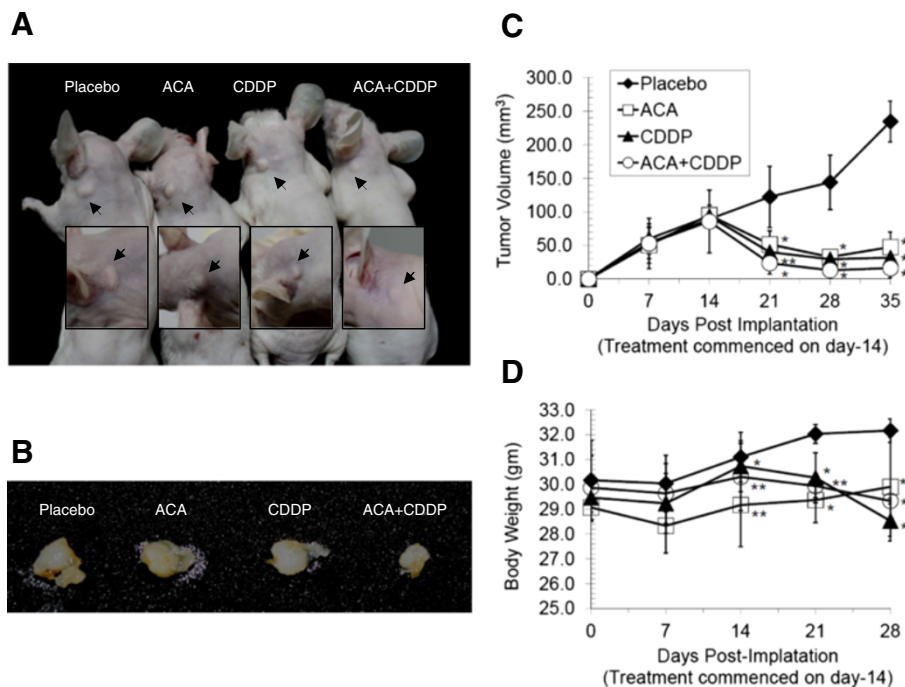 A
Placebo ACA CDDP ACA+CDDP
B
Placebo ACA CDDP ACA+CDDP
C
300.0
250.0
200.0
150.0
100.0
50.0
0.0
Tumor Volume (mm³)
Placebo
ACA
CDDP
ACA+CDDP
* * *
** * *
* * *
0 7 14 21 28 35
Days Post Implantation
(Treatment commenced on day-14)
D
33.0
32.0
31.0
30.0
29.0
28.0
27.0
26.0
25.0
Body Weight (gm)
* * *
** ** *
** * *
0 7 14 21 28
Days Post-Implatation
(Treatment commenced on day-14)